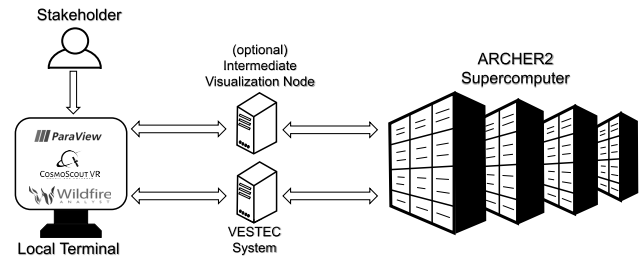 Stakeholder
(optional)
Intermediate
Visualization Node
ARCHER2
Supercomputer
ParaView
COSMOSCOUT VR
Wildfire
ANALYST
Local Terminal
VESTEC
System